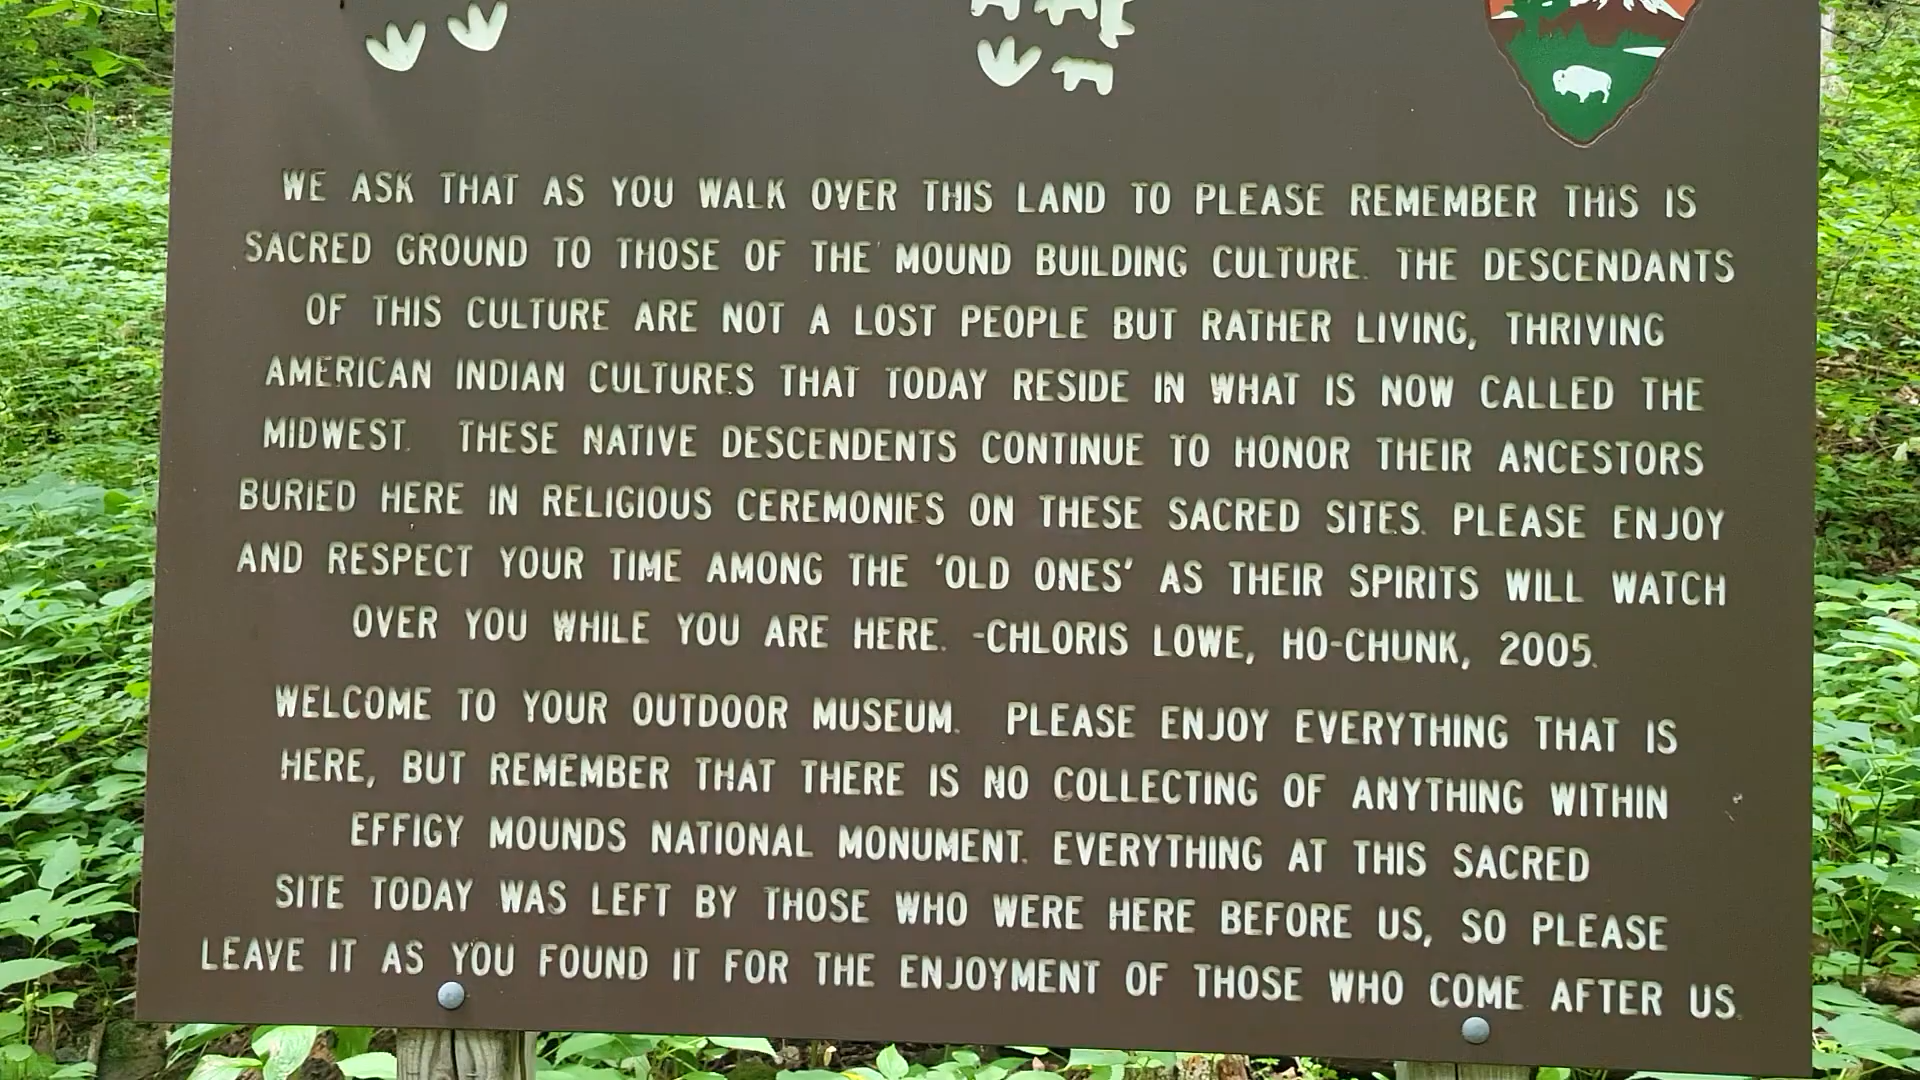 WE ASK THAT AS YOU WALK OVER THIS LAND TO PLEASE REMEMBER THIS IS
SACRED GROUND TO THOSE OF THE MOUND BUILDING CULTURE. THE DESCENDANTS
OF THIS CULTURE ARE NOT A LOST PEOPLE BUT RATHER LIVING, THRIVING
AMERICAN INDIAN CULTURES THAT TODAY RESIDE IN WHAT IS NOW CALLED THE
MIDWEST. THESE NATIVE DESCENDENTS CONTINUE TO HONOR THEIR ANCESTORS
BURIED HERE IN RELIGIOUS CEREMONIES ON THESE SACRED SITES. PLEASE ENJOY
AND RESPECT YOUR TIME AMONG THE 'OLD ONES' AS THEIR SPIRITS WILL WATCH
OVER YOU WHILE YOU ARE HERE. -CHLORIS LOWE, HO-CHUNK, 2005.
WELCOME TO YOUR OUTDOOR MUSEUM. PLEASE ENJOY EVERYTHING THAT IS
HERE, BUT REMEMBER THAT THERE IS NO COLLECTING OF ANYTHING WITHIN
EFFIGY MOUNDS NATIONAL MONUMENT. EVERYTHING AT THIS SACRED
SITE TODAY WAS LEFT BY THOSE WHO WERE HERE BEFORE US, SO PLEASE
LEAVE IT AS YOU FOUND IT FOR THE ENJOYMENT OF THOSE WHO COME AFTER US.